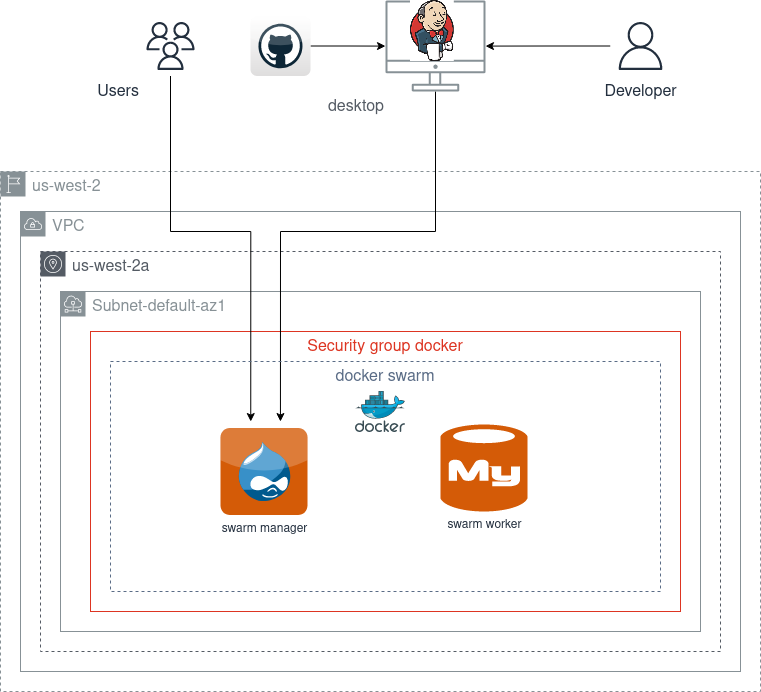 Users
desktop
Developer
us-west-2
VPC
us-west-2a
Subnet-default-az1
Security group docker
docker swarm
docker
My
swarm manager
swarm worker